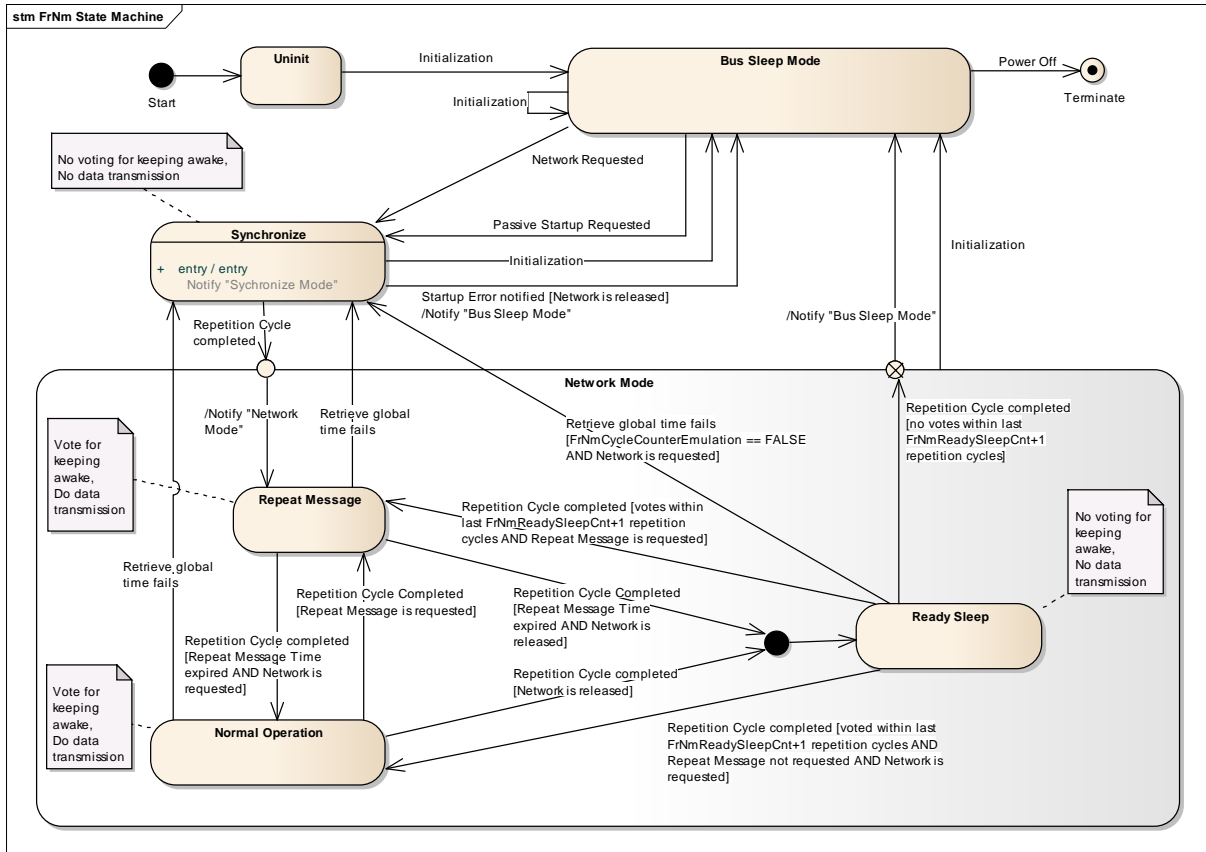 stm FrNm State Machine
Uninit
Initialization
Bus Sleep Mode
Power Off
Start
Initialization
Terminate
No voting for keeping awake,
No data transmission
Network Requested
Passive Startup Requested
Synchronize
+ entry / entry
Notify "Sychronize Mode"
Initialization
Initialization
Startup Error notified [Network is released]
/Notify "Bus Sleep Mode"
/Notify "Bus Sleep Mode"
Repetition Cycle
completed
Network Mode
/Notify "Network
Mode"
Retrieve global
time fails
Retrieve global time fails
[FrNmCycleCounterEmulation == FALSE
AND Network is requested]
Repetition Cycle completed
[no votes within last
FrNmReadySleepCnt+1
repetition cycles]
Vote for
keeping
awake,
Do data
transmission
Repeat Message
Repetition Cycle completed [votes within
last FrNmReadySleepCnt+1 repetition
cycles AND Repeat Message is requested]
No voting for
keeping
awake,
No data
transmission
Retrieve global
time fails
Repetition Cycle Completed
[Repeat Message is requested]
Repetition Cycle Completed
[Repeat Message Time
expired AND Network is
released]
Ready Sleep
Repetition Cycle completed
[Repeat Message Time
expired AND Network is
requested]
Repetition Cycle completed
[Network is released]
Vote for
keeping
awake,
Do data
transmission
Normal Operation
Repetition Cycle completed [voted within last
FrNmReadySleepCnt+1 repetition cycles AND
Repeat Message not requested AND Network is
requested]